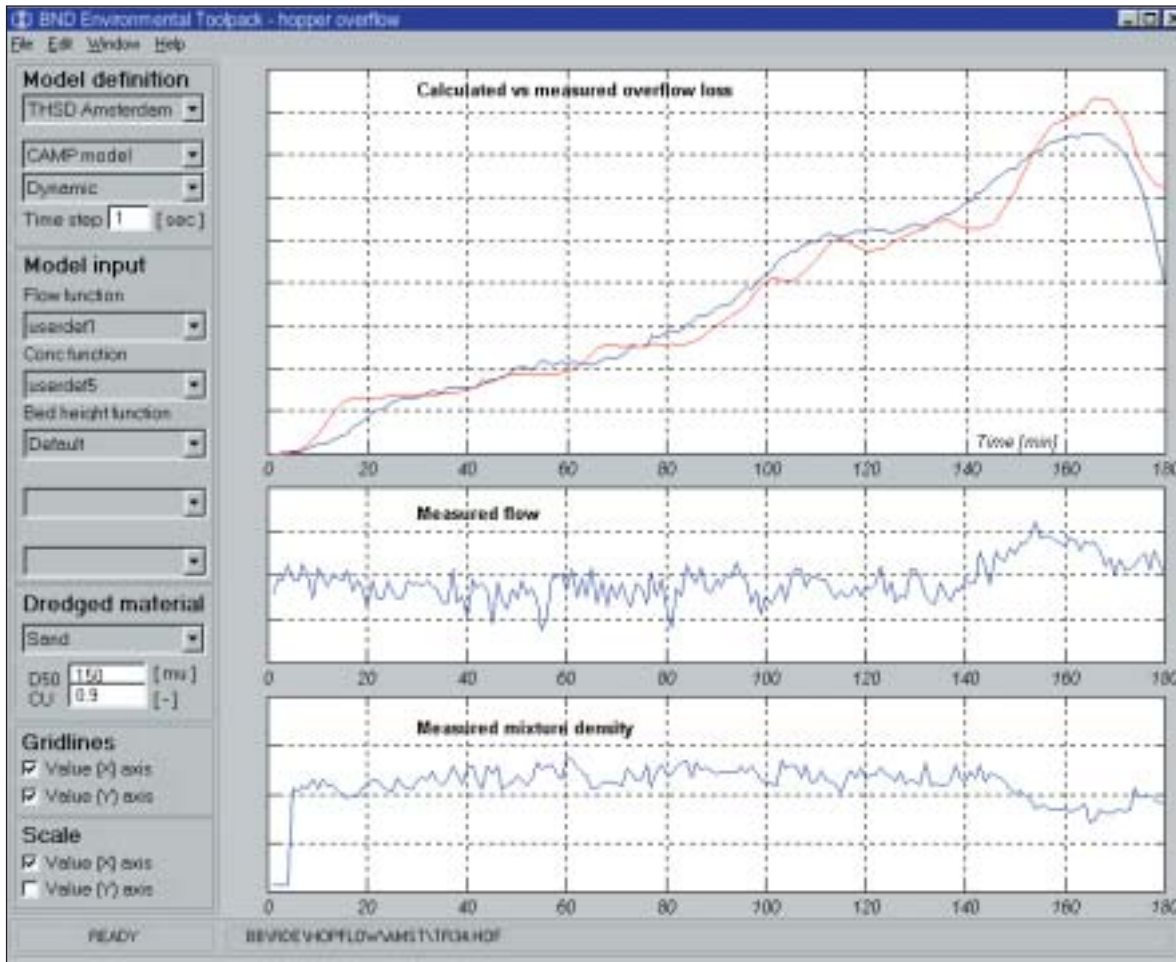 BND Environmental Toolpack - hopper overflow
File Edit Window Help
Model definition
THSD Amsterdam
CAMP model
Dynamic
Time step 1 [sec]
Model input
Flow function
userdef1
Conc function
userdef5
Bed height function
Default
Dredged material
Sand
D50 150 [mu]
CU 0.9 [-]
Gridlines
Value (X) axis
Value (Y) axis
Scale
Value (X) axis
Value (Y) axis
READY
Calculated vs measured overflow loss
Time [min]
0 20 40 60 80 100 120 140 160 180
Measured flow
0 20 40 60 80 100 120 140 160 180
Measured mixture density
0 20 40 60 80 100 120 140 160 180